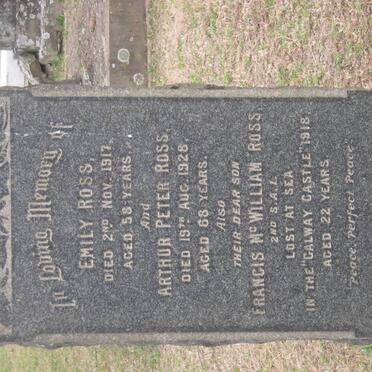 In Loving Memory of
EMILY ROSS,
DIED 2ND NOV. 1917,
AGED 58 YEARS.
And
ARTHUR PETER ROSS,
DIED 19TH AUG. 1928,
AGED 68 YEARS.
Also
THEIR DEAR SON
FRANCIS Mc WILLIAM ROSS.
2ND S.A.I.
LOST AT SEA
IN THE "GALWAY CASTLE" 1918.
AGED 22 YEARS.
"Peace, Perfect Peace."